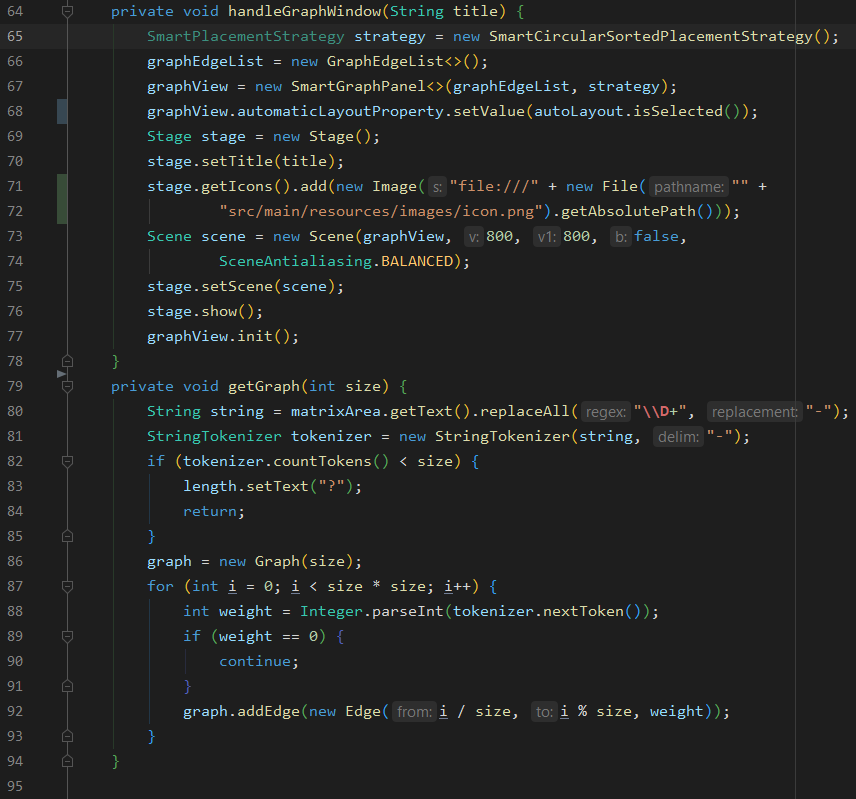 64 private void handleGraphWindow(String title) {
65 SmartPlacementStrategy strategy = new SmartCircularSortedPlacementStrategy();
66 graphEdgeList = new GraphEdgeList<>();
67 graphView = new SmartGraphPanel<>(graphEdgeList, strategy);
68 graphView.automaticLayoutProperty.setValue(autoLayout.isSelected());
69 Stage stage = new Stage();
70 stage.setTitle(title);
71 stage.getIcons().add(new Image( s: "file:///" + new File( pathname: "" +
72 "src/main/resources/images/icon.png").getAbsolutePath()));
73 Scene scene = new Scene(graphView, v: 800, v1: 800, b: false,
74 SceneAntialiasing.BALANCED);
75 stage.setScene(scene);
76 stage.show();
77 graphView.init();
78 }
79 private void getGraph(int size) {
80 String string = matrixArea.getText().replaceAll( regex: "\\D+", replacement: "-");
81 StringTokenizer tokenizer = new StringTokenizer(string, delim: "-");
82 if (tokenizer.countTokens() < size) {
83 length.setText("?");
84 return;
85 }
86 graph = new Graph(size);
87 for (int i = 0; i < size * size; i++) {
88 int weight = Integer.parseInt(tokenizer.nextToken());
89 if (weight == 0) {
90 continue;
91 }
92 graph.addEdge(new Edge( from: i / size, to: i % size, weight));
93 }
94 }
95